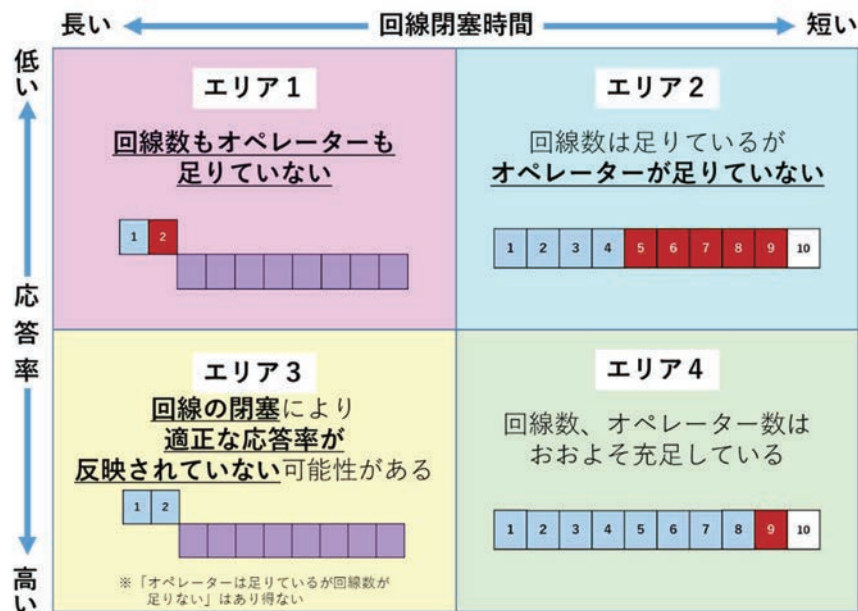 長い 回線閉塞時間 短い
低い
応答率
高い
エリア1
回線数もオペレーターも
足りていない
1 2
エリア2
回線数は足りているが
オペレーターが足りていない
1 2 3 4 5 6 7 8 9 10
エリア3
回線の閉塞により
適正な応答率が
反映されていない可能性がある
1 2
※「オペレーターは足りているが回線数が
足りない」はあり得ない
エリア4
回線数、オペレーター数は
おおよそ充足している
1 2 3 4 5 6 7 8 9 10